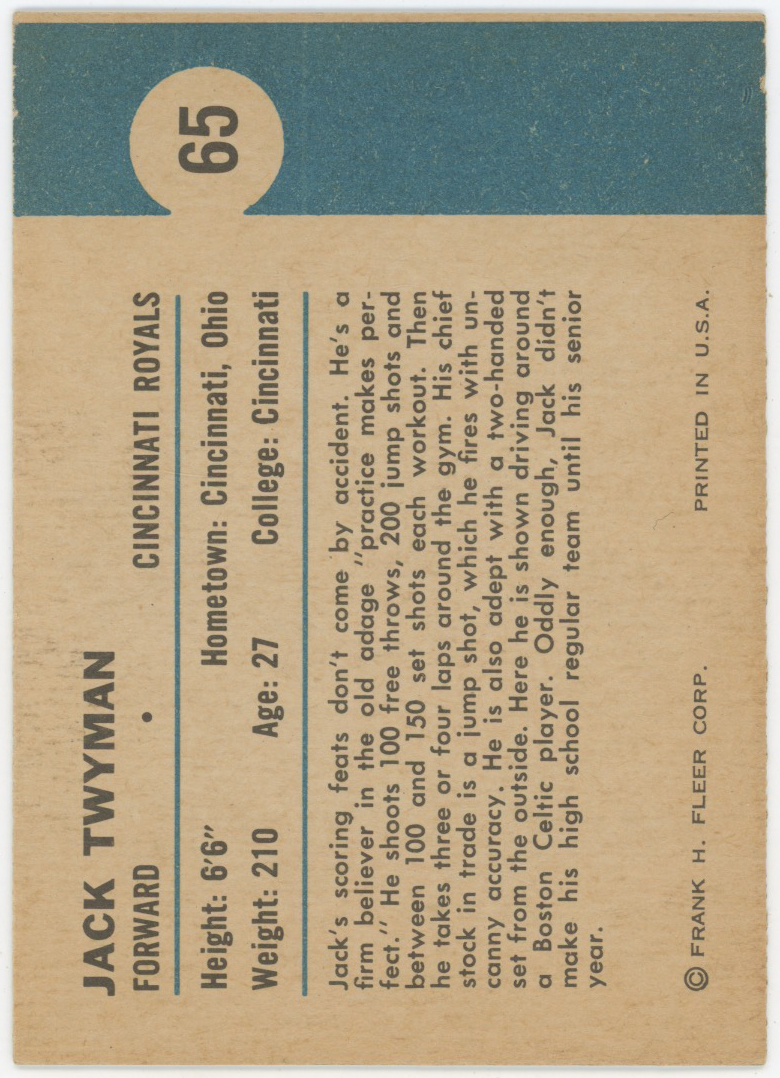 65
JACK TWYMAN
FORWARD • CINCINNATI ROYALS
Height: 6'6" Hometown: Cincinnati, Ohio
Weight: 210 Age: 27 College: Cincinnati
Jack's scoring feats don't come by accident. He's a
firm believer in the old adage "practice makes per-
fect." He shoots 100 free throws, 200 jump shots and
between 100 and 150 set shots each workout. Then
he takes three or four laps around the gym. His chief
stock in trade is a jump shot, which he fires with un-
canny accuracy. He is also adept with a two-handed
set from the outside. Here he is shown driving around
a Boston Celtic player. Oddly enough, Jack didn't
make his high school regular team until his senior
year.
© FRANK H. FLEER CORP. PRINTED IN U.S.A.